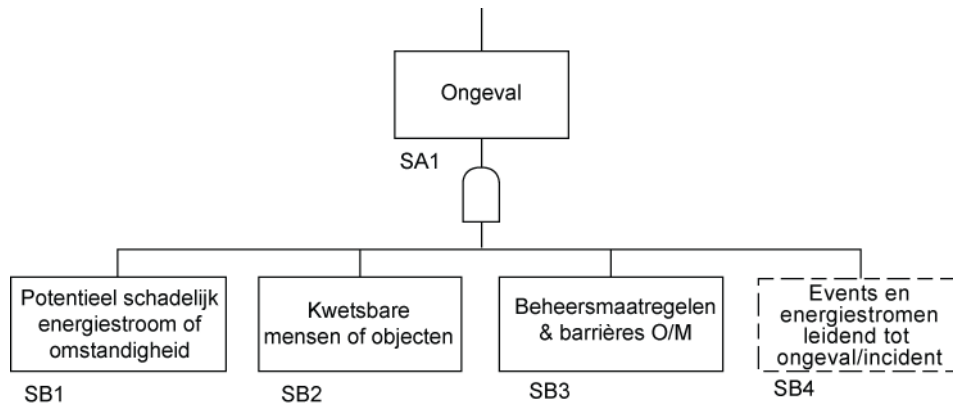 Ongeval
SA1
Potentieel schadelijk
energiestroom of
omstandigheid
SB1
Kwetsbare
mensen of objecten
SB2
Beheersmaatregelen
& barrières O/M
SB3
Events en
energiestromen
leidend tot
ongeval/incident
SB4